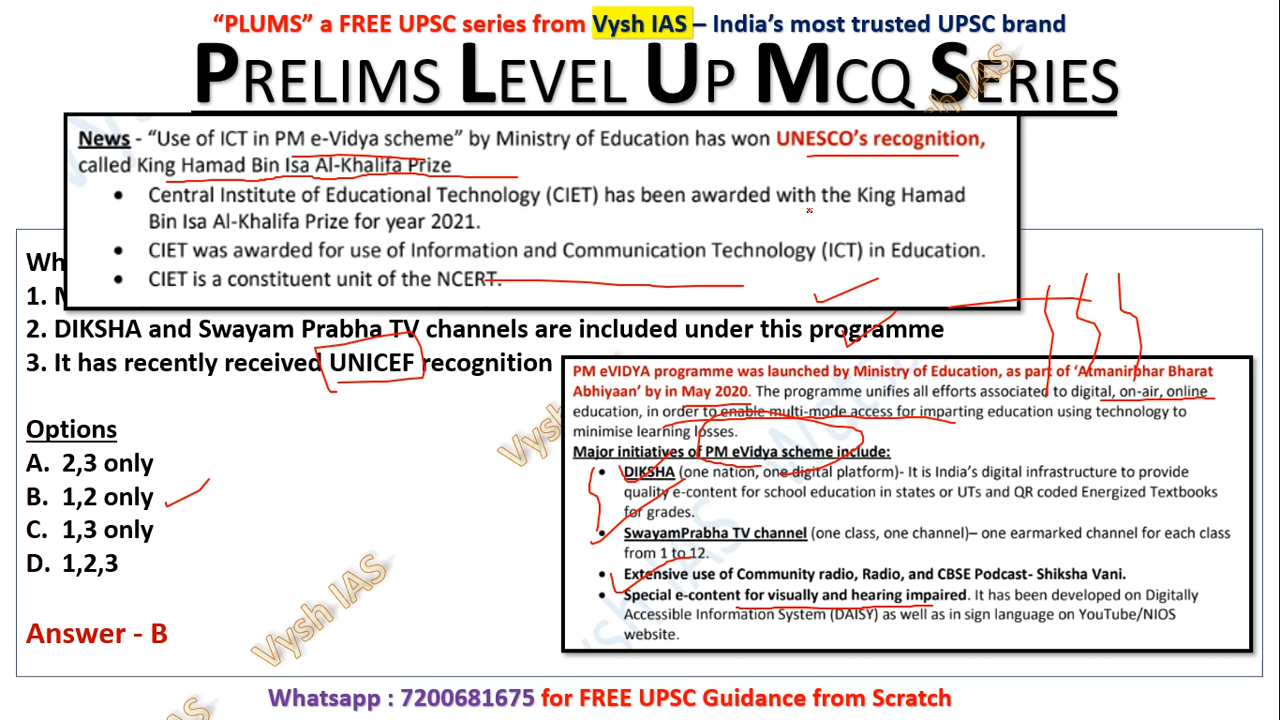 “PLUMS” a FREE UPSC series from Vysh IAS – India’s most trusted UPSC brand
PRELIMS LEVEL UP MCQ SERIES
News - “Use of ICT in PM e-Vidya scheme” by Ministry of Education has won UNESCO’s recognition,
called King Hamad Bin Isa Al-Khalifa Prize
• Central Institute of Educational Technology (CIET) has been awarded with the King Hamad
Bin Isa Al-Khalifa Prize for year 2021.
• CIET was awarded for use of Information and Communication Technology (ICT) in Education.
• CIET is a constituent unit of the NCERT.
Wh
1.
2. DIKSHA and Swayam Prabha TV channels are included under this programme
3. It has recently received UNICEF recognition
Options
A. 2,3 only
B. 1,2 only
C. 1,3 only
D. 1,2,3
Answer - B
PM eVIDYA programme was launched by Ministry of Education, as part of ‘Atmanirbhar Bharat
Abhiyaan’ by in May 2020. The programme unifies all efforts associated to digital, on-air, online
education, in order to enable multi-mode access for imparting education using technology to
minimise learning losses.
Major initiatives of PM eVidya scheme include:
• DIKSHA (one nation, one digital platform)- It is India’s digital infrastructure to provide
quality e-content for school education in states or UTs and QR coded Energized Textbooks
for grades.
• SwayamPrabha TV channel (one class, one channel)– one earmarked channel for each class
from 1 to 12.
• Extensive use of Community radio, Radio, and CBSE Podcast- Shiksha Vani.
• Special e-content for visually and hearing impaired. It has been developed on Digitally
Accessible Information System (DAISY) as well as in sign language on YouTube/NIOS
website.
Vysh IAS
Vysh IAS
Vysh IAS
Vysh IAS
Whatsapp : 7200681675 for FREE UPSC Guidance from Scratch